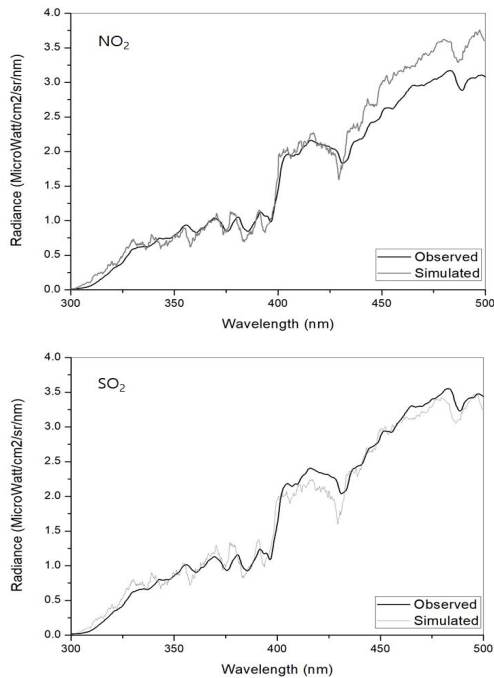 4.0
3.5
3.0
2.5
2.0
1.5
1.0
0.5
0.0
Radiance (MicroWatt/cm2/sr/nm)
NO2
Observed
Simulated
300 350 400 450 500
Wavelength (nm)
4.0
3.5
3.0
2.5
2.0
1.5
1.0
0.5
0.0
Radiance (MicroWatt/cm2/sr/nm)
SO2
Observed
Simulated
300 350 400 450 500
Wavelength (nm)